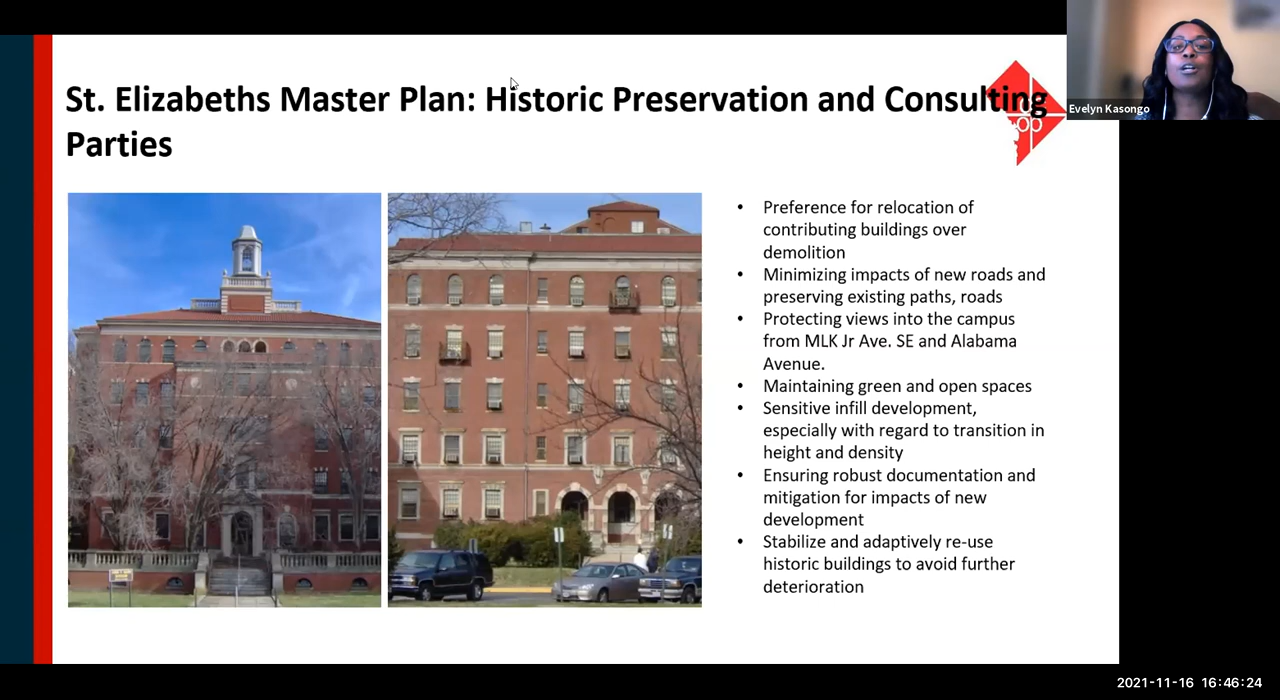 St. Elizabeths Master Plan: Historic Preservation and Consulting
Parties
op
Evelyn Kasongo
• Preference for relocation of
contributing buildings over
demolition
• Minimizing impacts of new roads and
preserving existing paths, roads
• Protecting views into the campus
from MLK Jr Ave. SE and Alabama
Avenue.
• Maintaining green and open spaces
• Sensitive infill development,
especially with regard to transition in
height and density
• Ensuring robust documentation and
mitigation for impacts of new
development
• Stabilize and adaptively re-use
historic buildings to avoid further
deterioration
2021-11-16 16:46:24